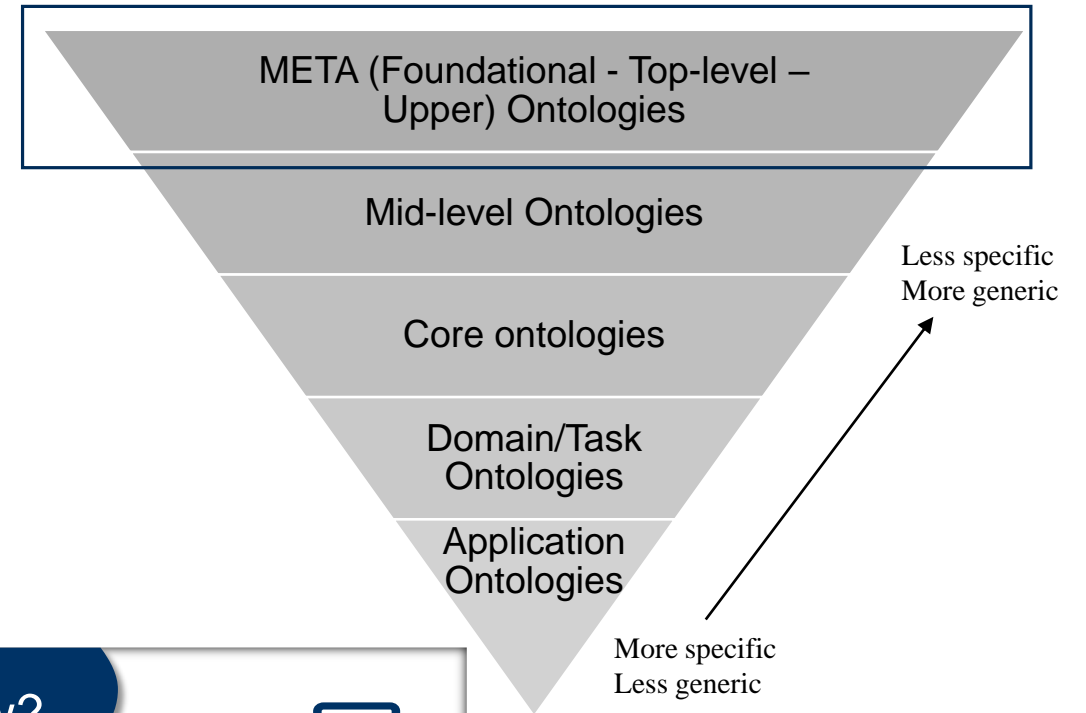 META (Foundational - Top-level –
Upper) Ontologies
Mid-level Ontologies
Less specific
More generic
Core ontologies
Domain/Task
Ontologies
Application
Ontologies
More specific
Less generic